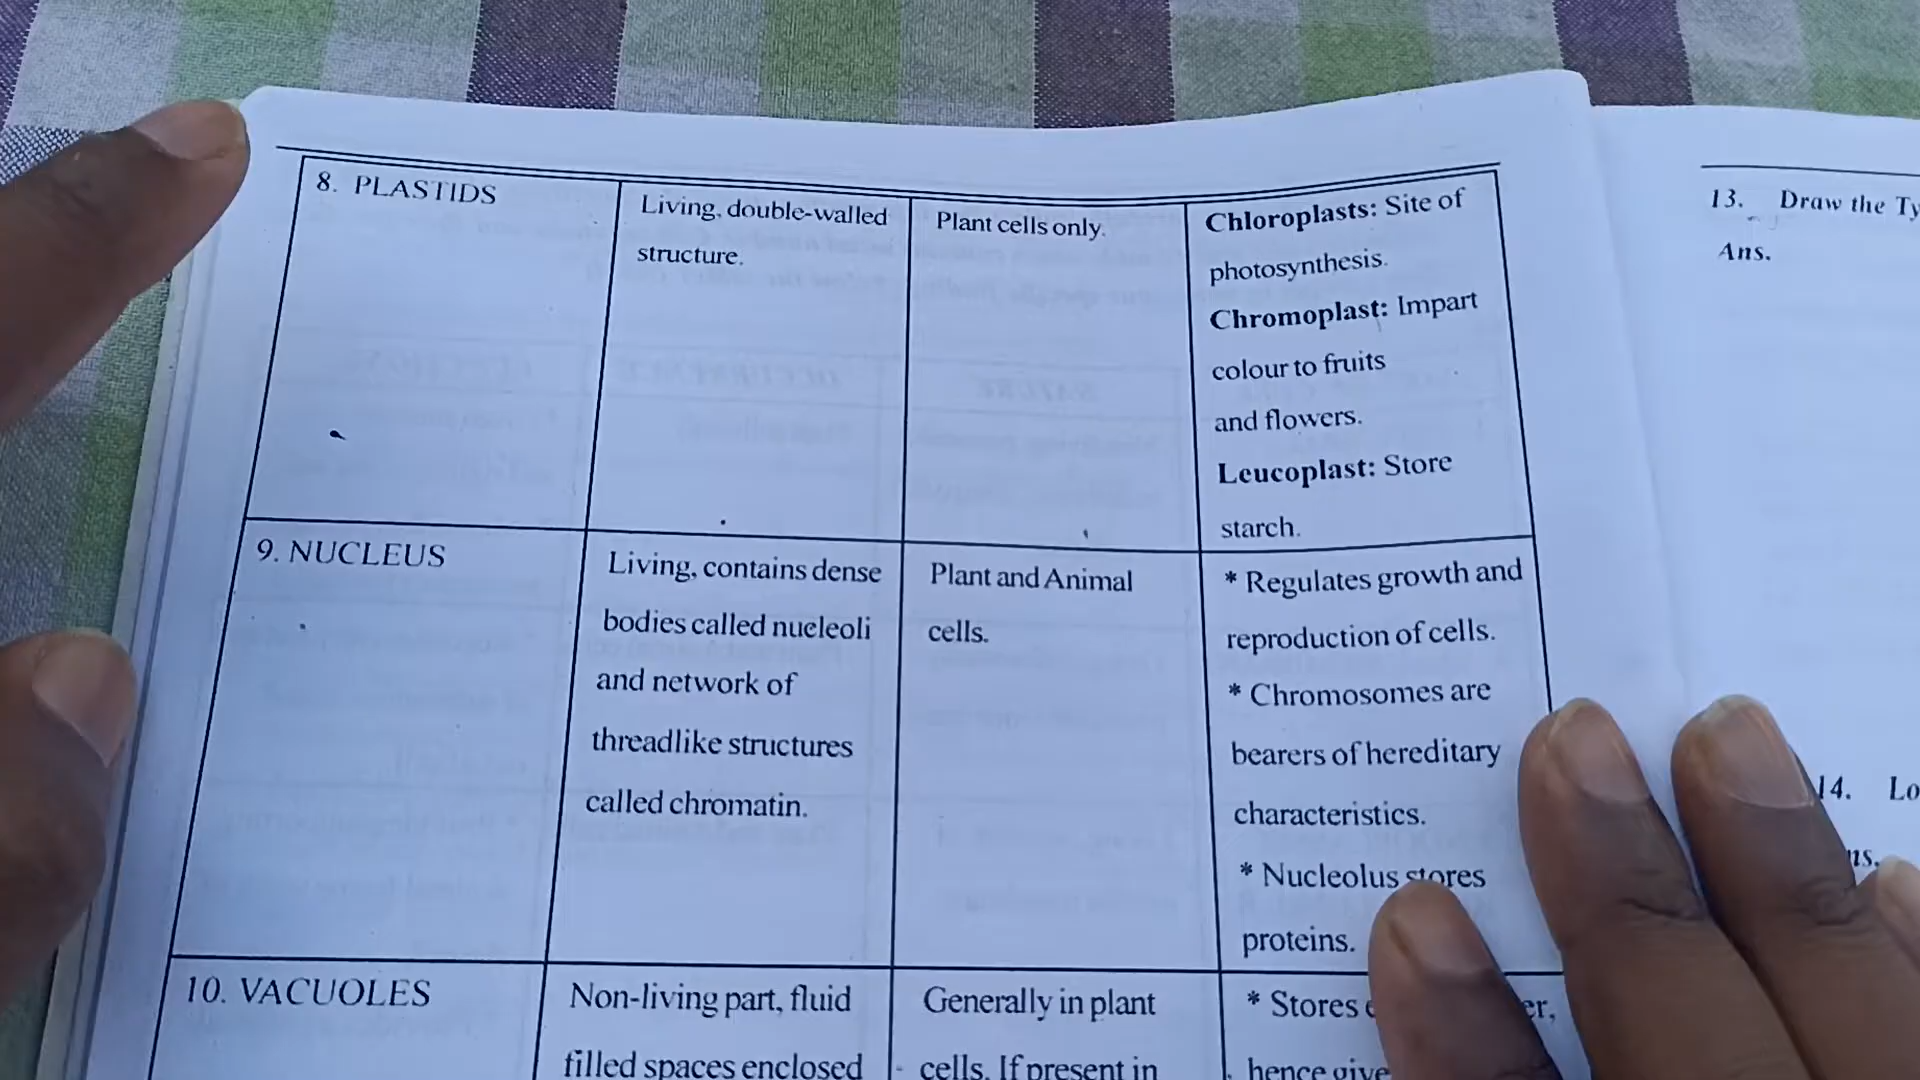 8. PLASTIDS
Living, double-walled
structure.
Plant cells only.
Chloroplasts: Site of
photosynthesis.
Chromoplast: Impart
colour to fruits
and flowers.
Leucoplast: Store
starch.
9. NUCLEUS
Living, contains dense
bodies called nucleoli
and network of
threadlike structures
called chromatin.
Plant and Animal
cells.
* Regulates growth and
reproduction of cells.
* Chromosomes are
bearers of hereditary
characteristics.
* Nucleolus stores
proteins.
10. VACUOLES
Non-living part, fluid
filled spaces enclosed
Generally in plant
cells. If present in
* Stores
hence give
13. Draw the
Ans.
14.